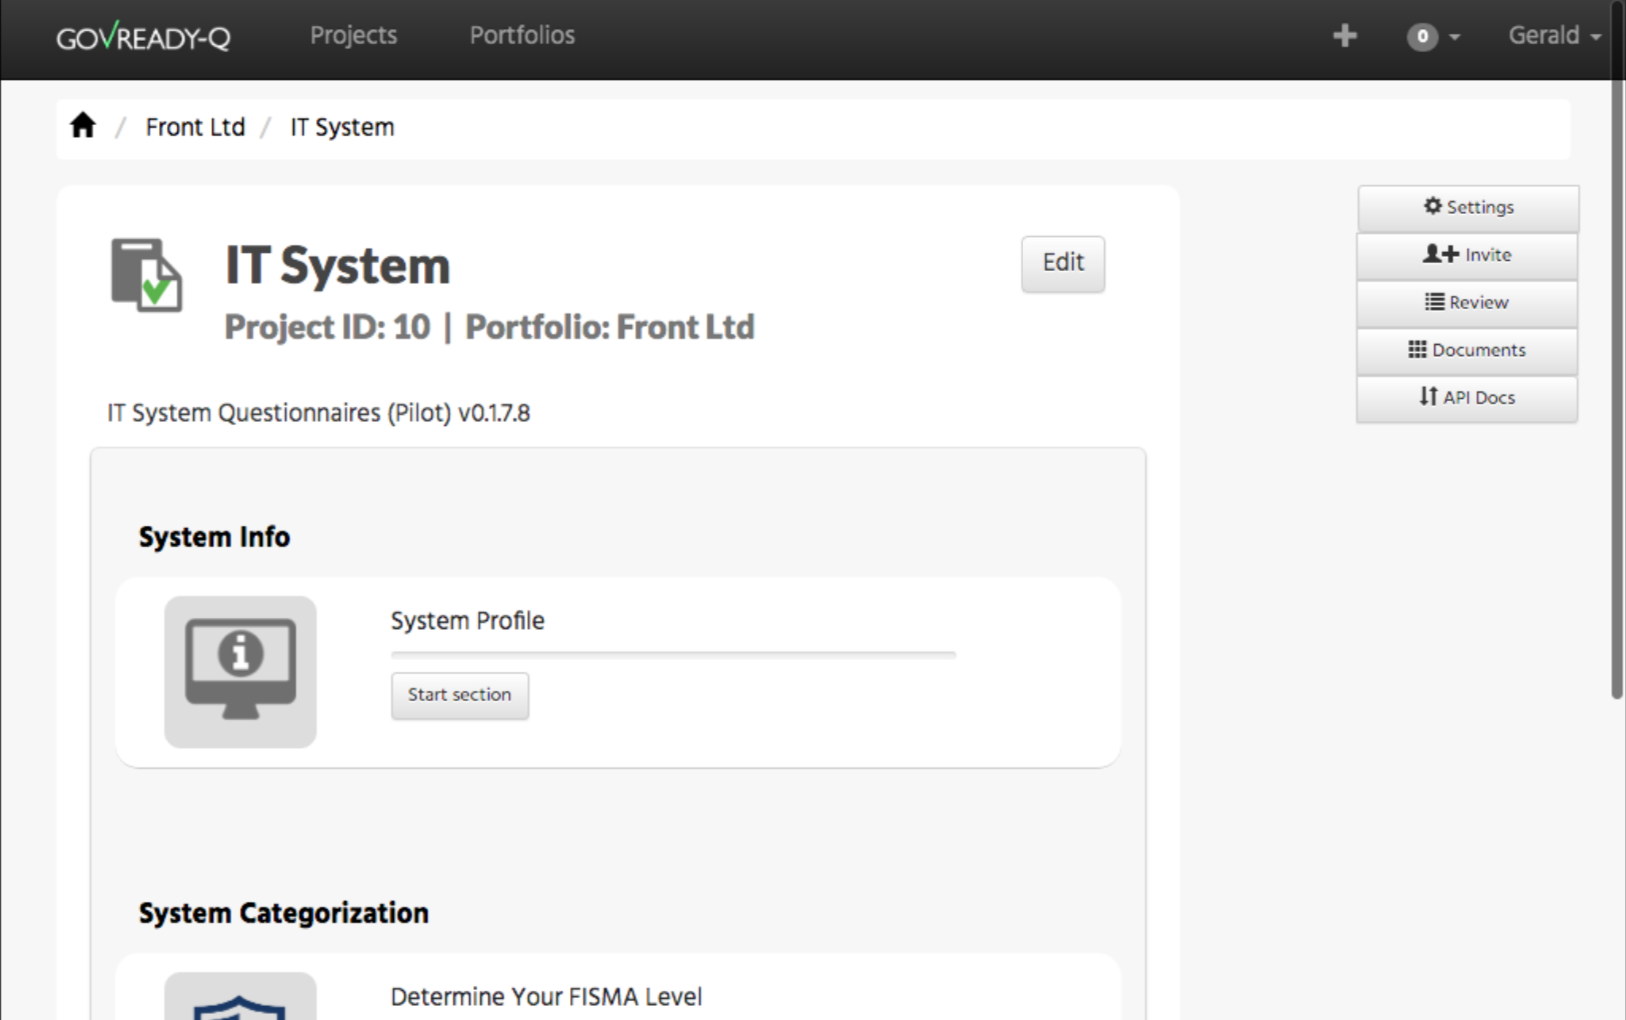 GOVREADY-Q
Projects
Portfolios
0
Gerald
/ Front Ltd / IT System
IT System
Edit
Project ID: 10 | Portfolio: Front Ltd
Settings
Invite
Review
Documents
API Docs
IT System Questionnaires (Pilot) v0.1.7.8
System Info
System Profile
Start section
System Categorization
Determine Your FISMA Level